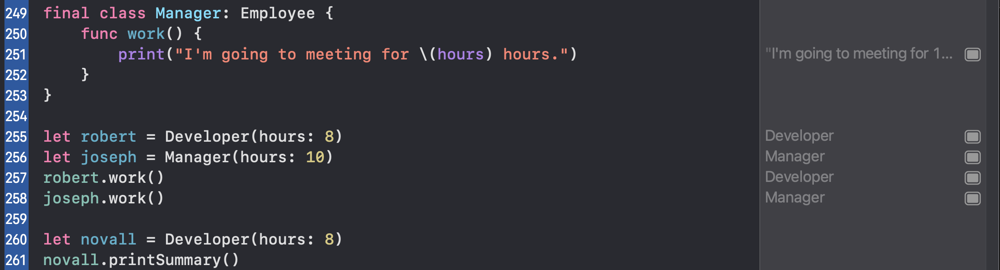 249 final class Manager: Employee {
250     func work() {
251         print("I'm going to meeting for \(hours) hours.") "I'm going to meeting for 1...
252     }
253 }
254
255 let robert = Developer(hours: 8) Developer
256 let joseph = Manager(hours: 10) Manager
257 robert.work() Developer
258 joseph.work() Manager
259
260 let novall = Developer(hours: 8)
261 novall.printSummary()